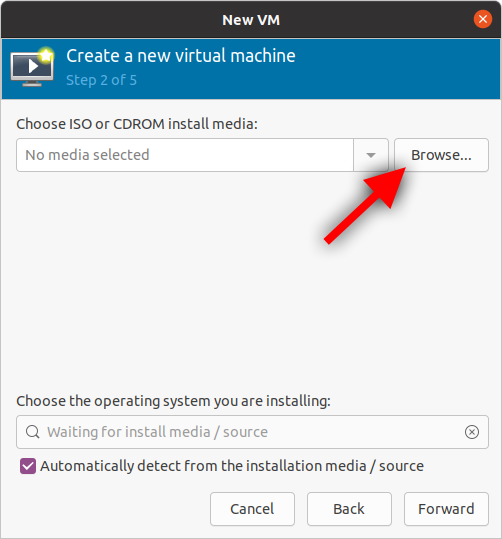 New VM
Create a new virtual machine
Step 2 of 5
Choose ISO or CDROM install media:
No media selected
Browse...
Choose the operating system you are installing:
Waiting for install media / source
Automatically detect from the installation media / source
Cancel Back Forward